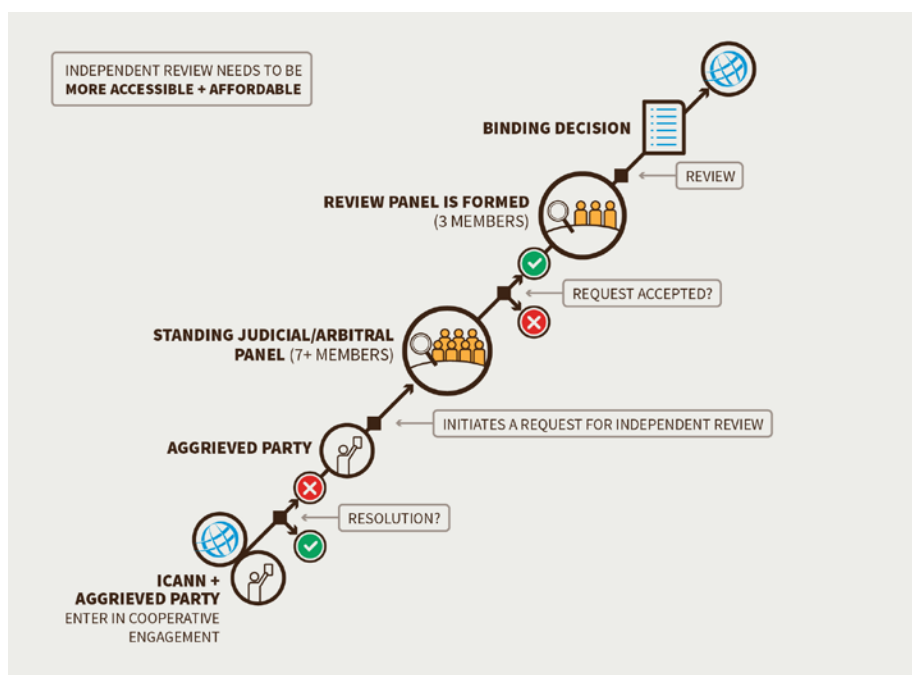 INDEPENDENT REVIEW NEEDS TO BE
MORE ACCESSIBLE + AFFORDABLE
BINDING DECISION
REVIEW
REVIEW PANEL IS FORMED
(3 MEMBERS)
REQUEST ACCEPTED?
STANDING JUDICIAL/ARBITRAL
PANEL (7+ MEMBERS)
INITIATES A REQUEST FOR INDEPENDENT REVIEW
AGGRIEVED PARTY
RESOLUTION?
ICANN +
AGGRIEVED PARTY
ENTER IN COOPERATIVE
ENGAGEMENT